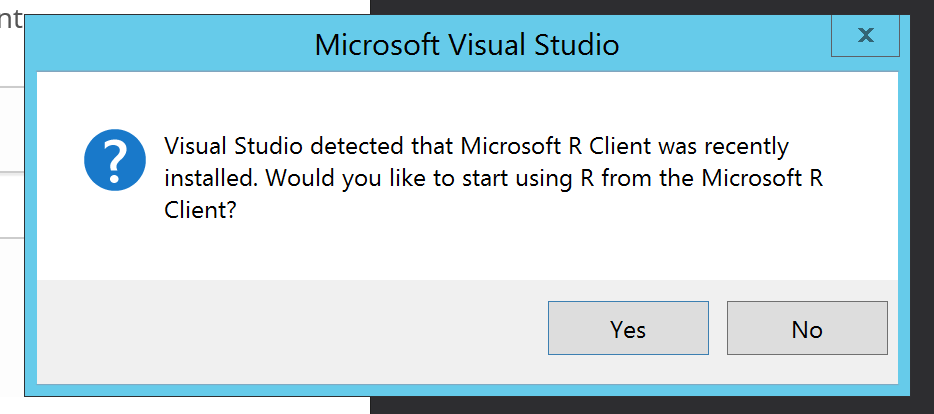 nt
Microsoft Visual Studio
x
?
Visual Studio detected that Microsoft R Client was recently
installed. Would you like to start using R from the Microsoft R
Client?
Yes
No